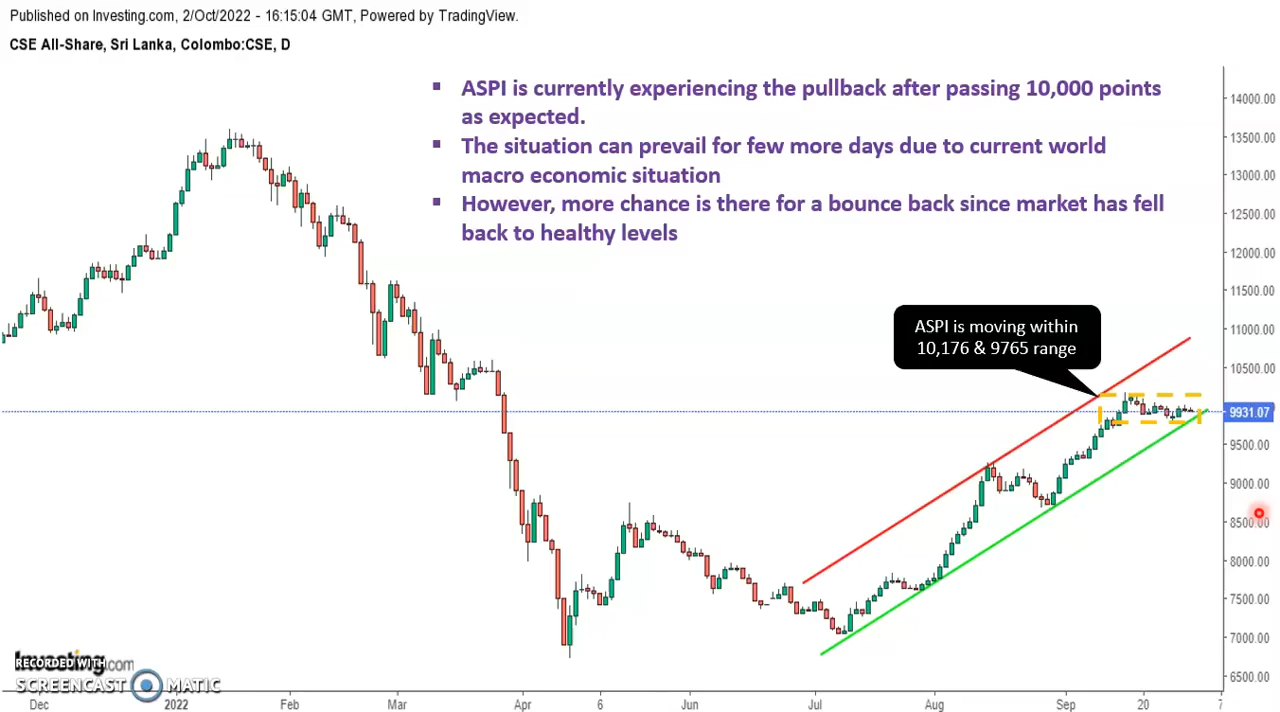 Published on Investing.com, 2/Oct/2022 - 16:15:04 GMT, Powered by TradingView.
CSE All-Share, Sri Lanka, Colombo:CSE, D
ASPI is currently experiencing the pullback after passing 10,000 points
as expected.
The situation can prevail for few more days due to current world
macro economic situation
However, more chance is there for a bounce back since market has fell
back to healthy levels
14000.00
13500.00
13000.00
12500.00
12000.00
11500.00
11000.00
10500.00
ASPI is moving within
10,176 & 9765 range
9931.07
9500.00
9000.00
8500.00
8000.00
7500.00
7000.00
6500.00
Investing.com
RECORDED WITH
SCREENCAST MATIC
Dec 2022 Feb Mar Apr 6 Jun Jul Aug Sep 20 7